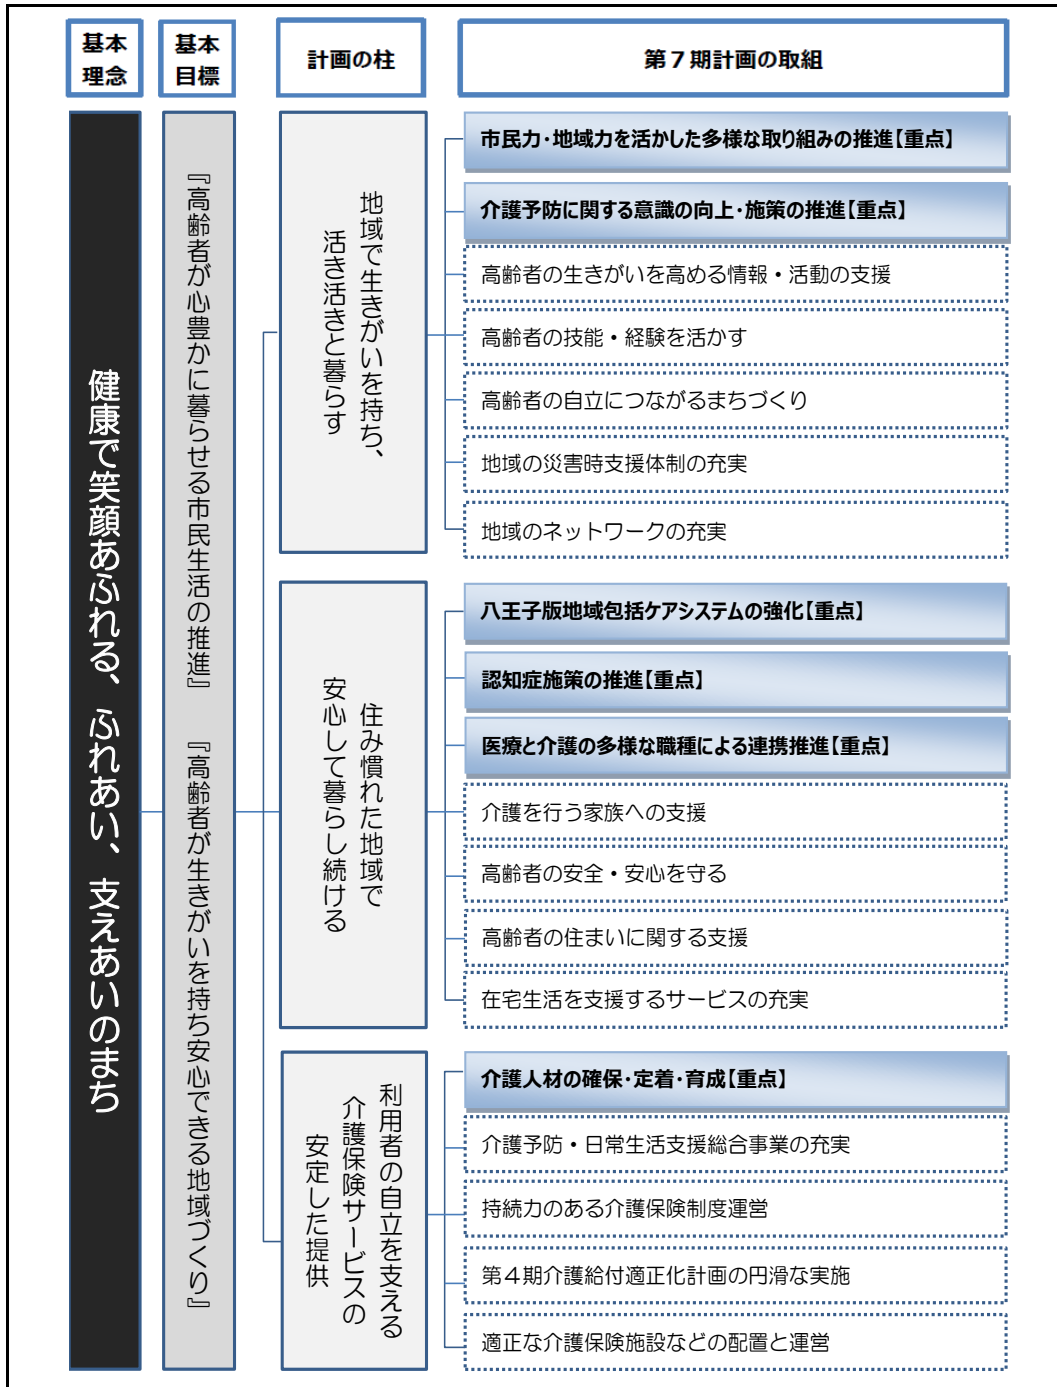 基本
理念
基本
目標
計画の柱
第７期計画の取組
健康で笑顔あふれる、ふれあい、支えあいのまち
『高齢者が心豊かに暮らせる市民生活の推進』
『高齢者が生きがいを持ち安心できる地域づくり』
地域で生きがいを持ち、
活き活きと暮らす
市民力・地域力を活かした多様な取り組みの推進【重点】
介護予防に関する意識の向上・施策の推進【重点】
高齢者の生きがいを高める情報・活動の支援
高齢者の技能・経験を活かす
高齢者の自立につながるまちづくり
地域の災害時支援体制の充実
地域のネットワークの充実
住み慣れた地域で
安心して暮らし続ける
八王子版地域包括ケアシステムの強化【重点】
認知症施策の推進【重点】
医療と介護の多様な職種による連携推進【重点】
介護を行う家族への支援
高齢者の安全・安心を守る
高齢者の住まいに関する支援
在宅生活を支援するサービスの充実
利用者の自立を支える
介護保険サービスの
安定した提供
介護人材の確保・定着・育成【重点】
介護予防・日常生活支援総合事業の充実
持続力のある介護保険制度運営
第４期介護給付適正化計画の円滑な実施
適正な介護保険施設などの配置と運営